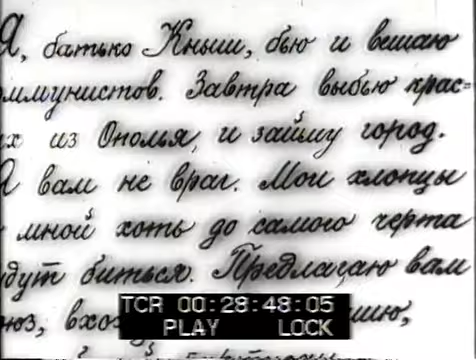 Я, батько Кныш, бью и вешаю
ммунистов. Завтра выбью крас=
х из Ополья, и займу город.
Я вам не враг. Мои хлопцы
мной хоть до самого черта
дут биться. Предлагаю вам
юз, вхо
TCR 00:28:48:05
PLAY LOCK